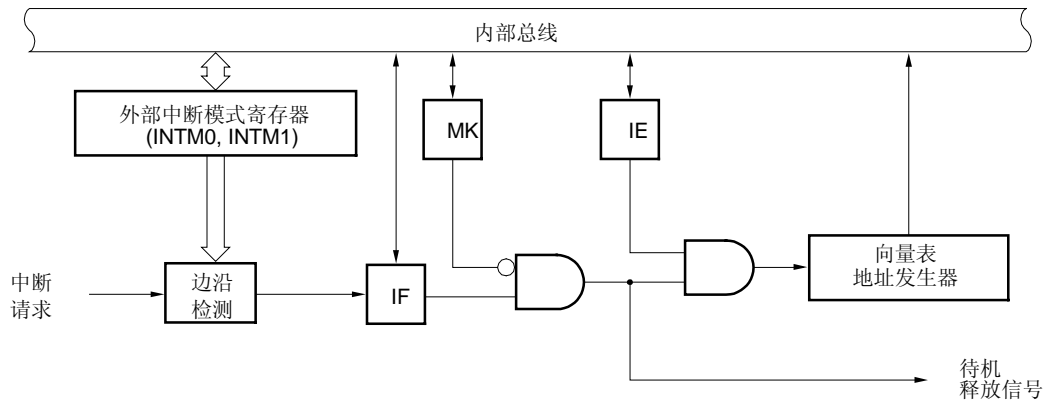 内部总线
外部中断模式寄存器
(INTM0, INTM1)
MK
IE
中断
请求
边沿
检测
IF
向量表
地址发生器
待机
释放信号